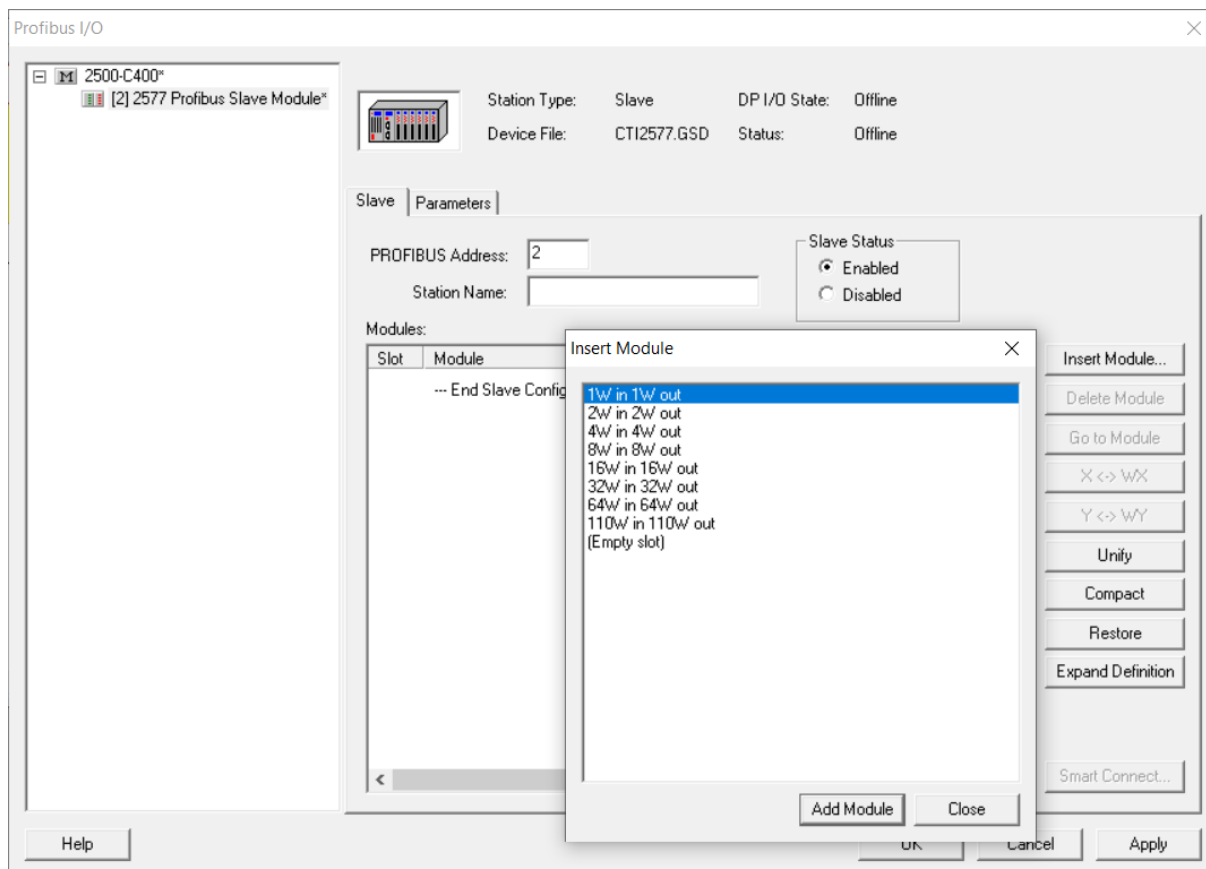 Profibus I/O
M 2500-C400*
[2] 2577 Profibus Slave Module*
Station Type: Slave DP I/O State: Offline
Device File: CTI2577.GSD Status: Offline
Slave Parameters
PROFIBUS Address: 2
Station Name:
Slave Status
Enabled
Disabled
Modules:
Slot Module
--- End Slave Config
Insert Module
1W in 1W out
2W in 2W out
4W in 4W out
8W in 8W out
16W in 16W out
32W in 32W out
64W in 64W out
110W in 110W out
(Empty slot)
Add Module Close
Insert Module...
Delete Module
Go to Module
X <-> WX
Y <-> WY
Unify
Compact
Restore
Expand Definition
Smart Connect...
Help OK Cancel Apply